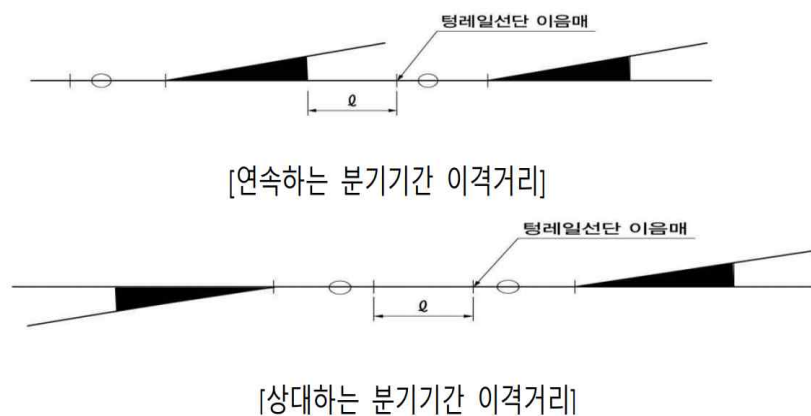 텅레일선단 이음매
ℓ
[연속하는 분기기간 이격거리]
텅레일선단 이음매
ℓ
[상대하는 분기기간 이격거리]